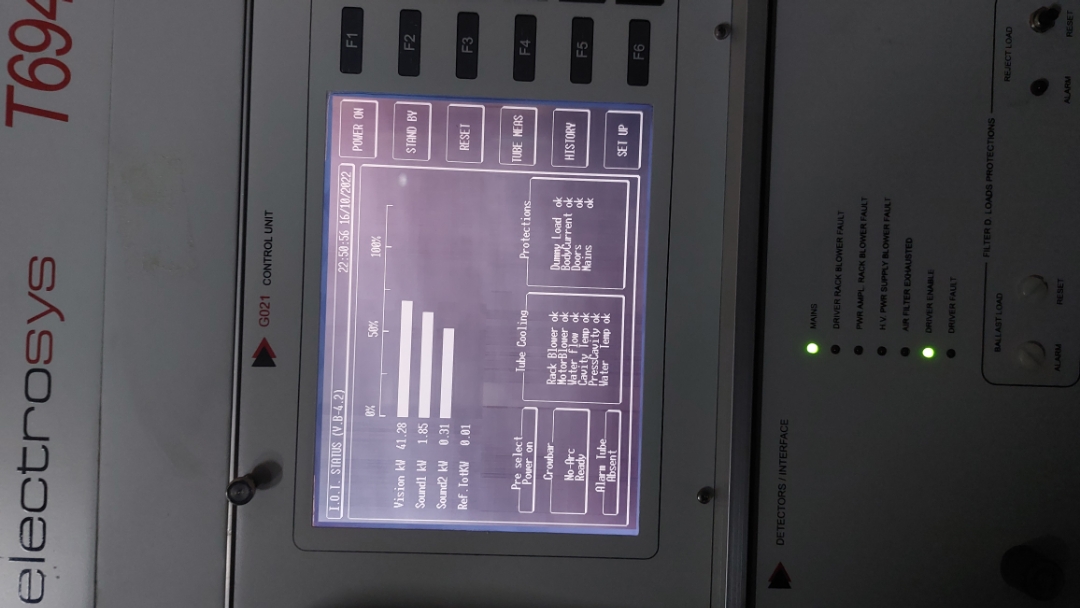 electrosys T694
G021 CONTROL UNIT
I.O.T. STATUS (V.B-4.2) 22:50:56 16/10/2022
0% 50% 100%
Vision kW 41.28
Sound1 kW 1.85
Sound2 kW 0.31
Ref.TotKW 0.01
Pre select
Power on
Crowbar
No-Arc
Ready
Alarm Tube
Absent
Tube Cooling
Rack Blower ok
MotorBlower ok
Water Flow ok
Cavity Temp ok
PressCavity ok
Water Temp ok
Protections
Dummy Load ok
BodyCurrent ok
Doors ok
Mains ok
POWER ON
STAND BY
RESET
TUBE MEAS
HISTORY
SET UP
F1
F2
F3
F4
F5
F6
DETECTORS / INTERFACE
MAINS
DRIVER RACK BLOWER FAULT
PWR AMPL. RACK BLOWER FAULT
H.V. PWR SUPPLY BLOWER FAULT
AIR FILTER EXHAUSTED
DRIVER ENABLE
DRIVER FAULT
FILTER D. LOADS PROTECTIONS
BALLAST LOAD
ALARM RESET
REJECT LOAD
ALARM RESET